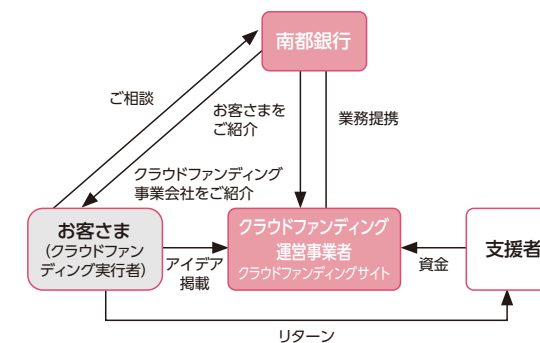 南都銀行
ご相談
お客さまを
ご紹介
業務提携
クラウドファンディング
事業会社をご紹介
お客さま
(クラウドファン
ディング実行者)
アイデア
掲載
クラウドファンディング
運営事業者
クラウドファンディングサイト
資金
支援者
リターン